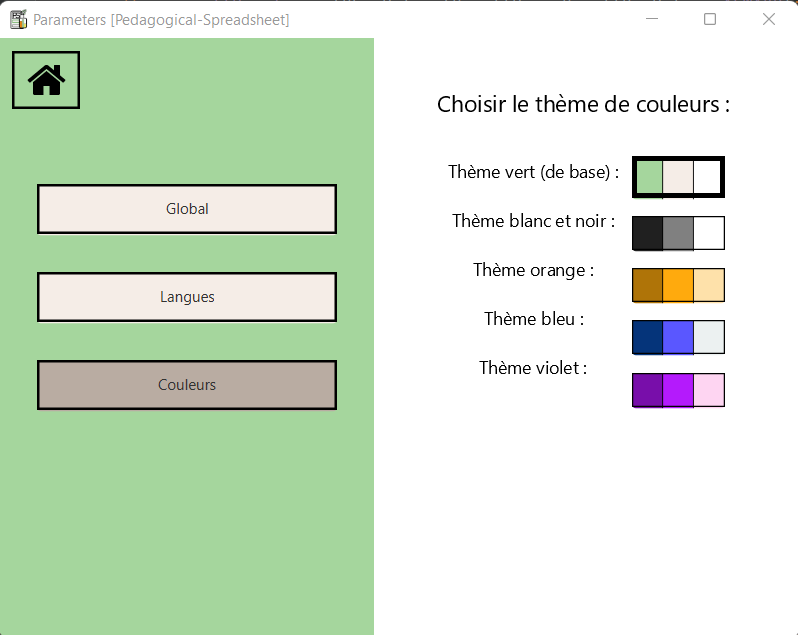 Parameters [Pedagogical-Spreadsheet]
Global
Langues
Couleurs
Choisir le thème de couleurs :
Thème vert (de base) :
Thème blanc et noir :
Thème orange :
Thème bleu :
Thème violet :